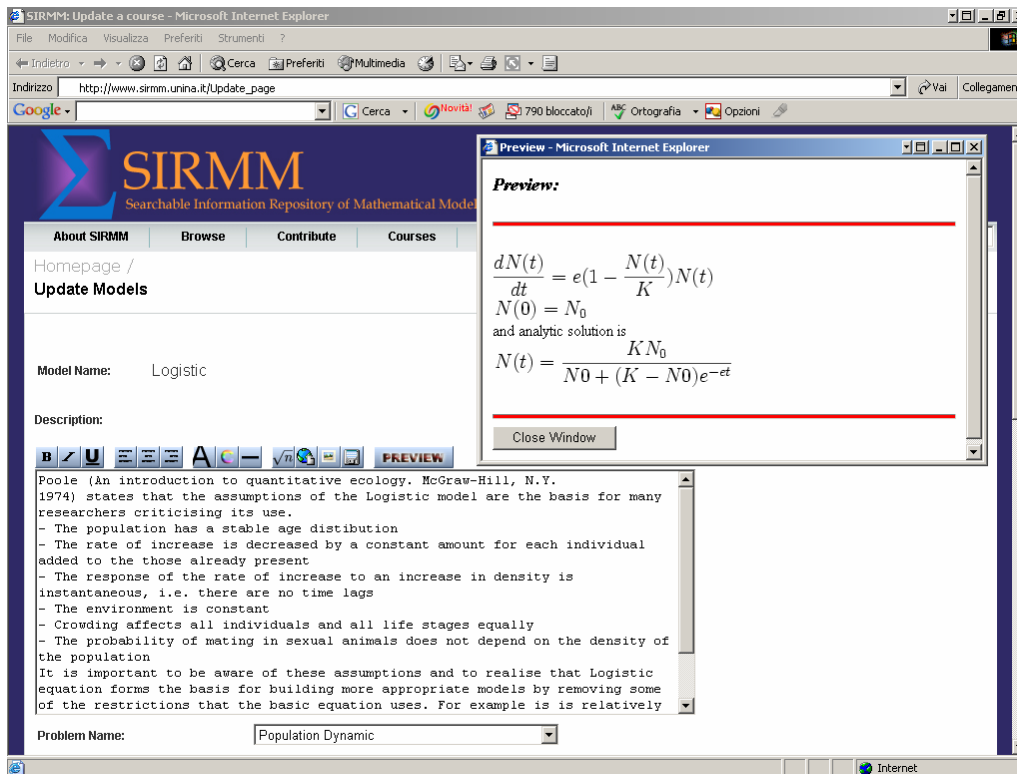 SIRMM: Update a course - Microsoft Internet Explorer
File Modifica Visualizza Preferiti Strumenti ?
Indietro Cerca Preferiti Multimedia
Indirizzo http://www.sirmm.unina.it/Update_page Vai Collegamen
Google Cerca Novità! 790 bloccato/i ABC Ortografia Opzioni
SIRMM
Searchable Information Repository of Mathematical Model
About SIRMM Browse Contribute Courses
Homepage /
Update Models
Model Name: Logistic
Description:
B I U A C √n PREVIEW
Poole (An introduction to quantitative ecology. McGraw-Hill, N.Y.
1974) states that the assumptions of the Logistic model are the basis for many
researchers criticising its use.
- The population has a stable age distibution
- The rate of increase is decreased by a constant amount for each individual
added to the those already present
- The response of the rate of increase to an increase in density is
instantaneous, i.e. there are no time lags
- The environment is constant
- Crowding affects all individuals and all life stages equally
- The probability of mating in sexual animals does not depend on the density of
the population
It is important to be aware of these assumptions and to realise that Logistic
equation forms the basis for building more appropriate models by removing some
of the restrictions that the basic equation uses. For example is is relatively
Problem Name: Population Dynamic
Preview - Microsoft Internet Explorer
Preview:
dN(t)/dt = e(1 - N(t)/K)N(t)
N(0) = N₀
and analytic solution is
N(t) = KN₀/(N0 + (K - N0)e^{-et})
Close Window
Internet